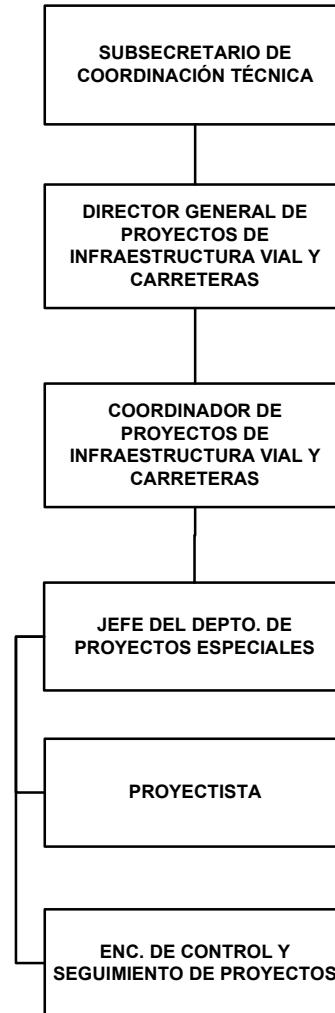 SUBSECRETARIO DE
COORDINACIÓN TÉCNICA
DIRECTOR GENERAL DE
PROYECTOS DE
INFRAESTRUCTURA VIAL Y
CARRETERAS
COORDINADOR DE
PROYECTOS DE
INFRAESTRUCTURA VIAL Y
CARRETERAS
JEFE DEL DEPTO. DE
PROYECTOS ESPECIALES
PROYECTISTA
ENC. DE CONTROL Y
SEGUIMIENTO DE PROYECTOS